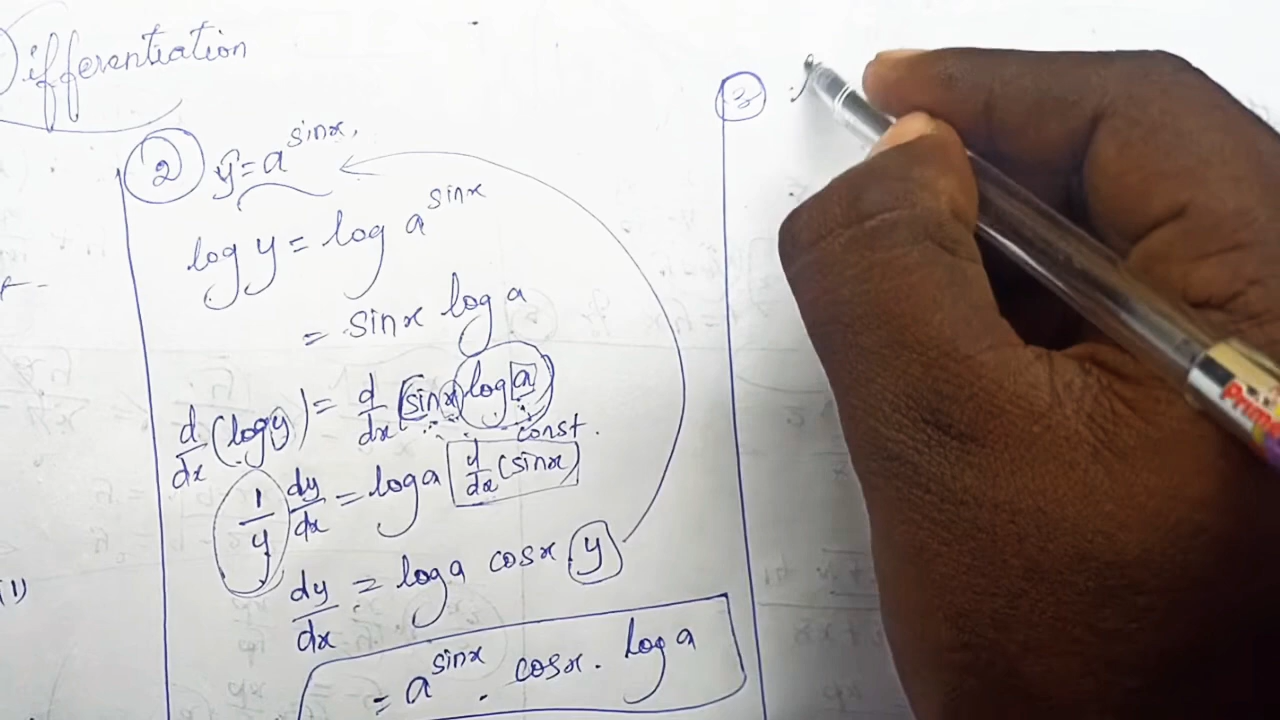 Differentiation
② y = a^sinx.
log y = log a^sinx
= sinx log a
d/dx (log y) = d/dx (sinx log a)
const.
1/y dy/dx = log a [d/dx (sinx)]
dy/dx = log a cosx y
= a^sinx . cosx . log a
(1)
③